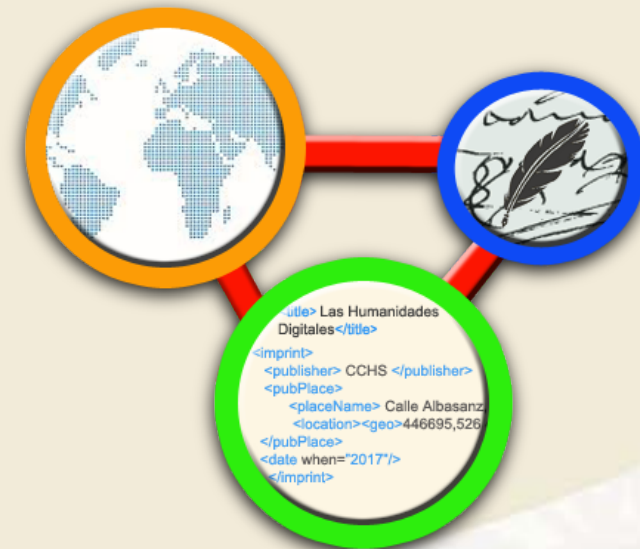 <title> Las Humanidades
Digitales</title>
<imprint>
<publisher> CCHS </publisher>
<pubPlace>
<placeName> Calle Albasanz,
<location><geo>446695,526
</pubPlace>
<date when="2017"/>
</imprint>